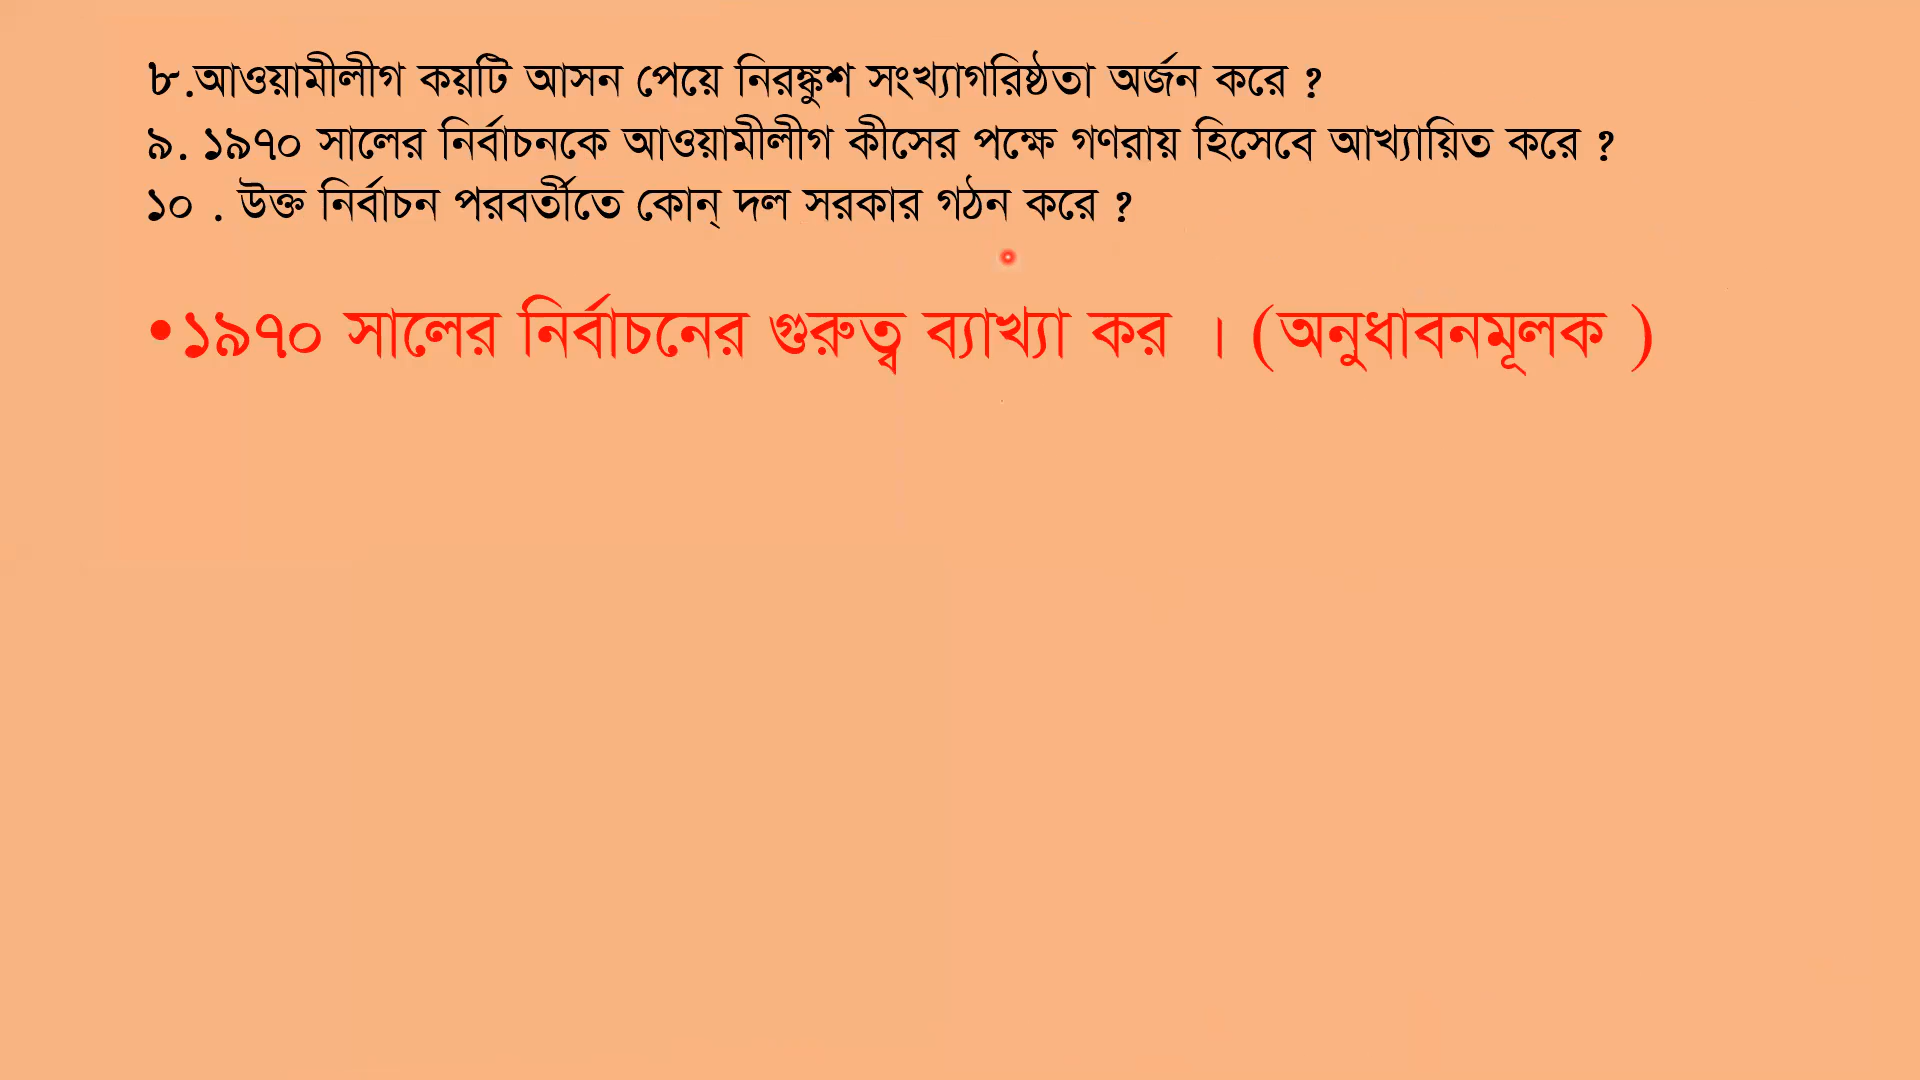 ৮.আওয়ামীলীগ কয়টি আসন পেয়ে নিরঙ্কুশ সংখ্যাগরিষ্ঠতা অর্জন করে ?
৯. ১৯৭০ সালের নির্বাচনকে আওয়ামীলীগ কীসের পক্ষে গণরায় হিসেবে আখ্যায়িত করে ?
১০ . উক্ত নির্বাচন পরবর্তীতে কোন্ দল সরকার গঠন করে ?
•১৯৭০ সালের নির্বাচনের গুরুত্ব ব্যাখ্যা কর । (অনুধাবনমূলক )